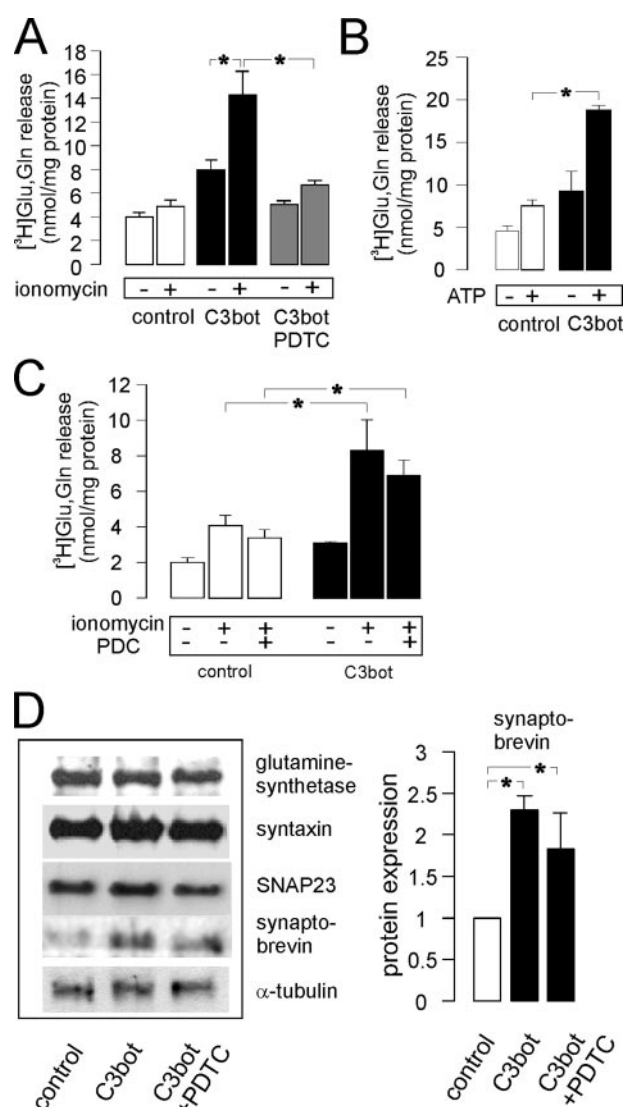 A
[³H]Glu,Gln release
(nmol/mg protein)
18
16
14
12
10
8
6
4
2
0
* *
ionomycin - + - + - +
control C3bot C3bot
PDTC
B
[³H]Glu,Gln release
(nmol/mg protein)
25
20
15
10
5
0
*
ATP - + - +
control C3bot
C
[³H]Glu,Gln release
(nmol/mg protein)
12
10
8
6
4
2
0
*
*
ionomycin - + + - + +
PDC - - + - - +
control C3bot
D
glutamine-
synthetase
syntaxin
SNAP23
synapto-
brevin
α-tubulin
control C3bot C3bot
+PDTC
synapto-
brevin
protein expression
3
2.5
2
1.5
1
0.5
0
* *
control C3bot C3bot
+PDTC